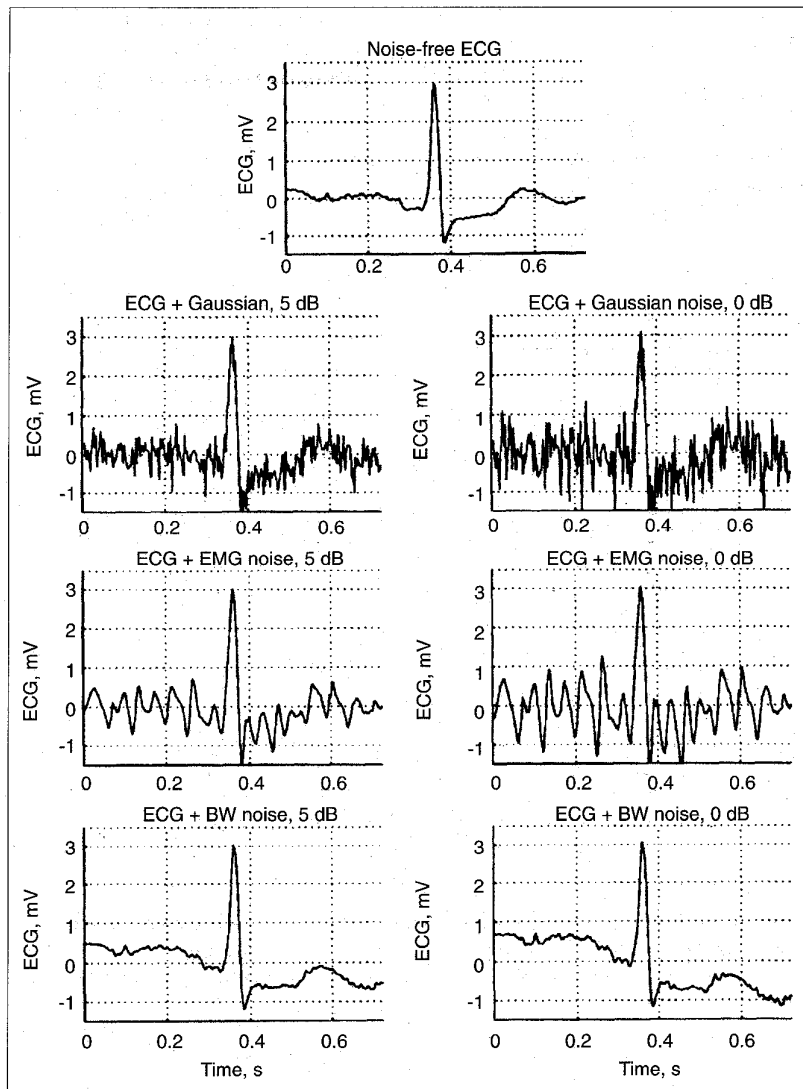 Noise-free ECG
ECG, mV
3
2
1
0
-1
0 0.2 0.4 0.6
ECG + Gaussian, 5 dB
ECG, mV
3
2
1
0
-1
0 0.2 0.4 0.6
ECG + Gaussian noise, 0 dB
ECG, mV
3
2
1
0
-1
0 0.2 0.4 0.6
ECG + EMG noise, 5 dB
ECG, mV
3
2
1
0
-1
0 0.2 0.4 0.6
ECG + EMG noise, 0 dB
ECG, mV
3
2
1
0
-1
0 0.2 0.4 0.6
ECG + BW noise, 5 dB
ECG, mV
3
2
1
0
-1
0 0.2 0.4 0.6
Time, s
ECG + BW noise, 0 dB
ECG, mV
3
2
1
0
-1
0 0.2 0.4 0.6
Time, s